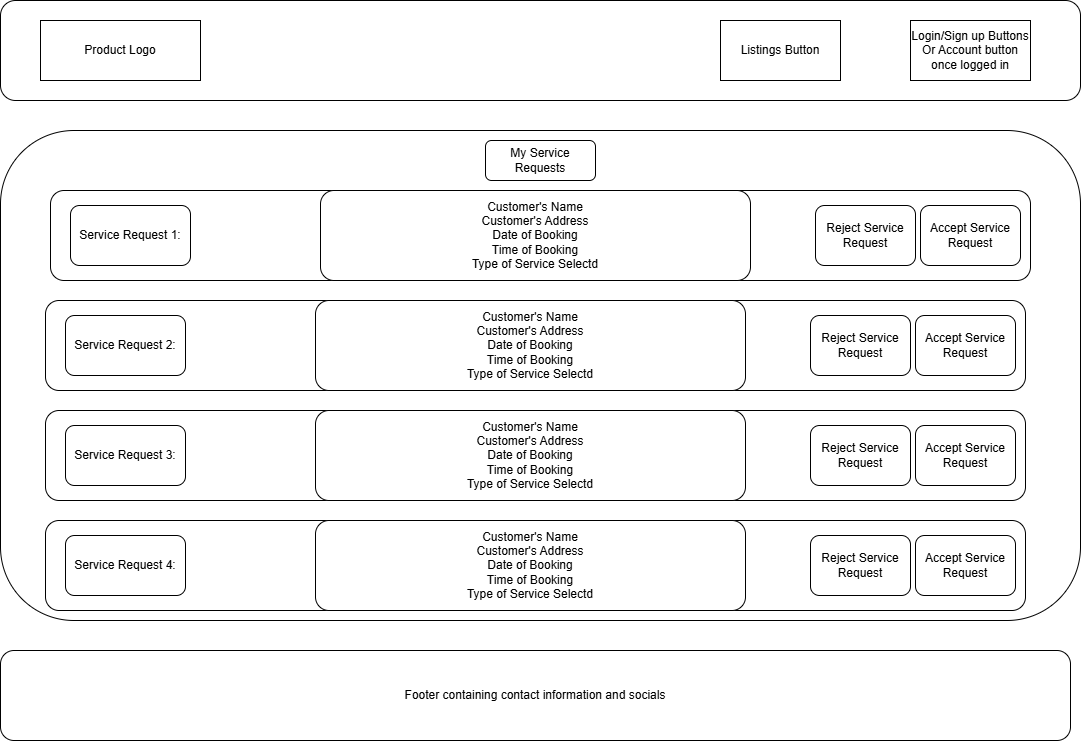 Product Logo
Listings Button
Login/Sign up Buttons
Or Account button
once logged in
My Service
Requests
Service Request 1:
Customer's Name
Customer's Address
Date of Booking
Time of Booking
Type of Service Selectd
Reject Service
Request
Accept Service
Request
Service Request 2:
Customer's Name
Customer's Address
Date of Booking
Time of Booking
Type of Service Selectd
Reject Service
Request
Accept Service
Request
Service Request 3:
Customer's Name
Customer's Address
Date of Booking
Time of Booking
Type of Service Selectd
Reject Service
Request
Accept Service
Request
Service Request 4:
Customer's Name
Customer's Address
Date of Booking
Time of Booking
Type of Service Selectd
Reject Service
Request
Accept Service
Request
Footer containing contact information and socials